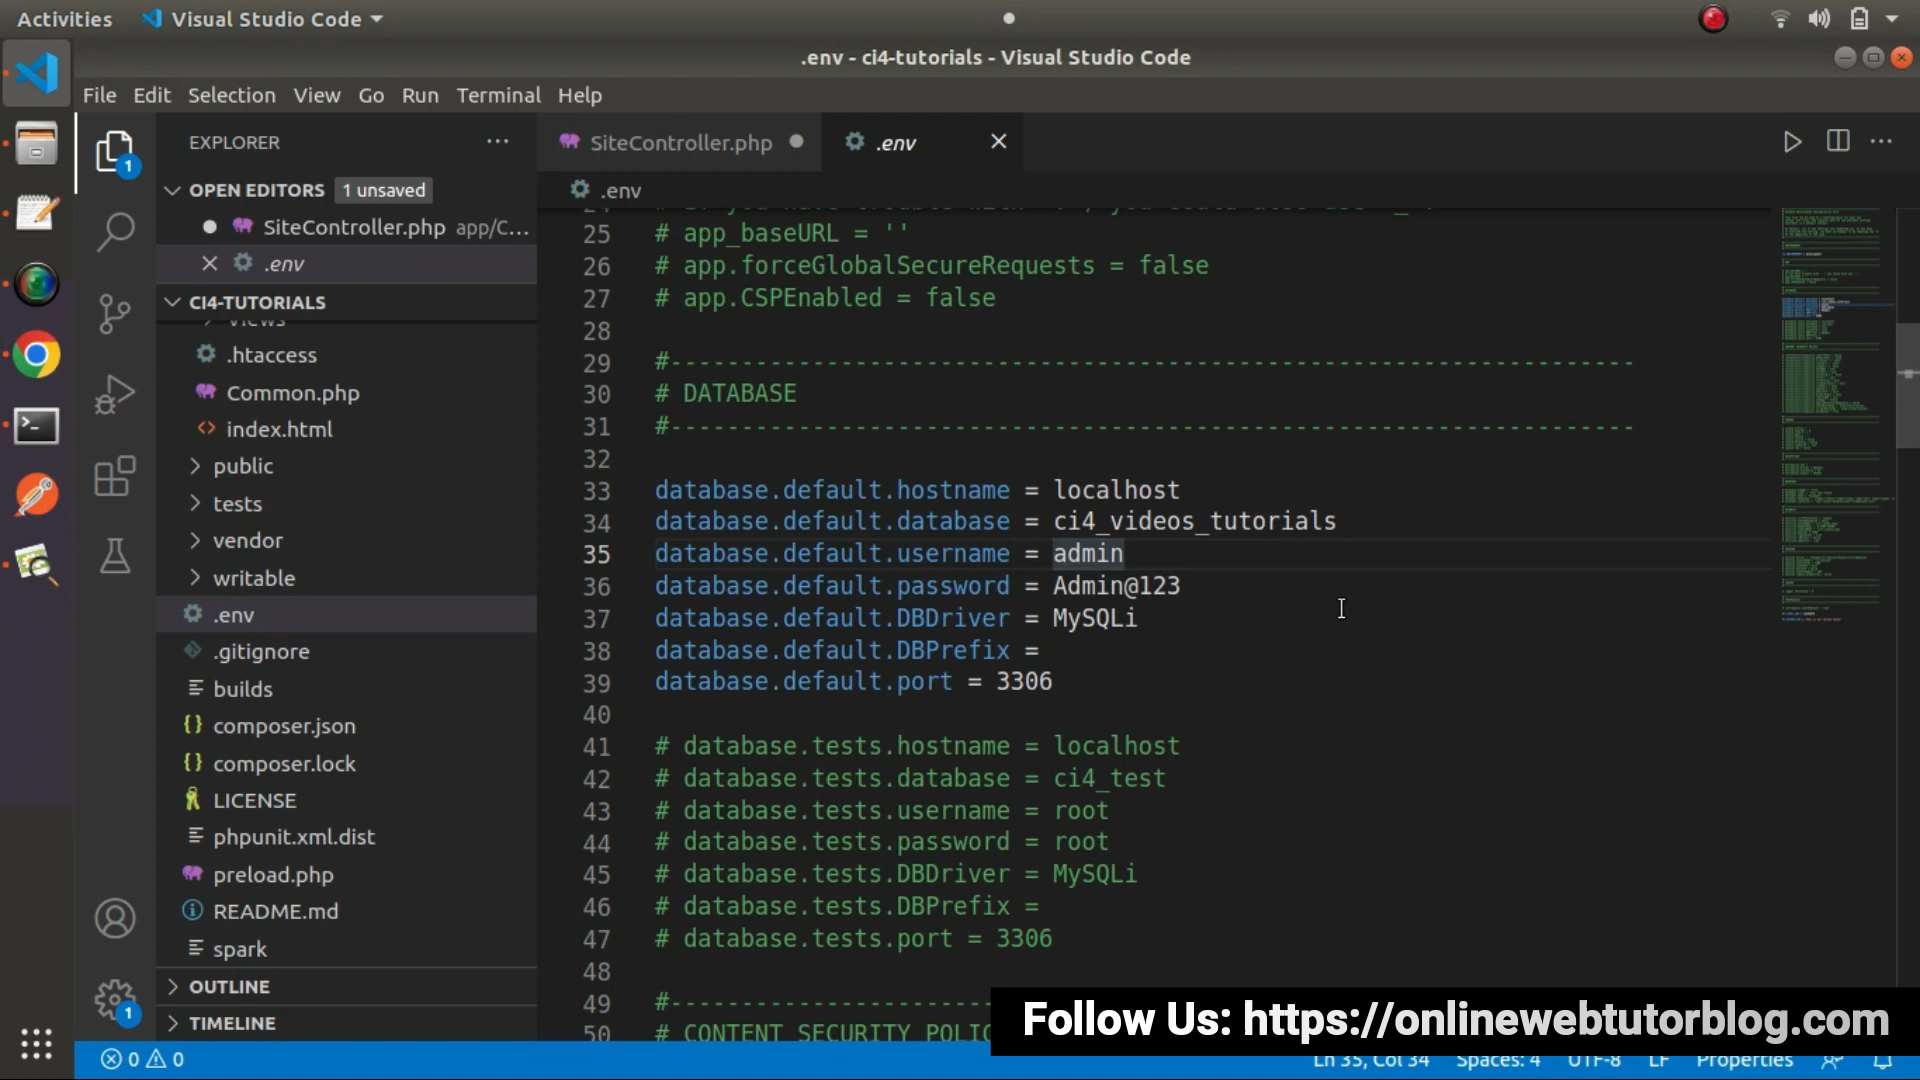 Activities Visual Studio Code
.env - ci4-tutorials - Visual Studio Code
File Edit Selection View Go Run Terminal Help
EXPLORER
OPEN EDITORS 1 unsaved
SiteController.php app/C...
.env
CI4-TUTORIALS
views
.htaccess
Common.php
index.html
public
tests
vendor
writable
.env
.gitignore
builds
composer.json
composer.lock
LICENSE
phpunit.xml.dist
preload.php
README.md
spark
OUTLINE
TIMELINE
1
1
SiteController.php .env
.env
25 # app_baseURL = ''
26 # app.forceGlobalSecureRequests = false
27 # app.CSPEnabled = false
28
29 #--------------------------------------------------------------------
30 # DATABASE
31 #--------------------------------------------------------------------
32
33 database.default.hostname = localhost
34 database.default.database = ci4_videos_tutorials
35 database.default.username = admin
36 database.default.password = Admin@123
37 database.default.DBDriver = MySQLi
38 database.default.DBPrefix =
39 database.default.port = 3306
40
41 # database.tests.hostname = localhost
42 # database.tests.database = ci4_test
43 # database.tests.username = root
44 # database.tests.password = root
45 # database.tests.DBDriver = MySQLi
46 # database.tests.DBPrefix =
47 # database.tests.port = 3306
48
49 #-----------------------
50 # CONTENT SECURITY POLIC
Follow Us: https://onlinewebtutorblog.com
0 0 Ln 35, Col 34 Spaces: 4 UTF-8 LF Properties